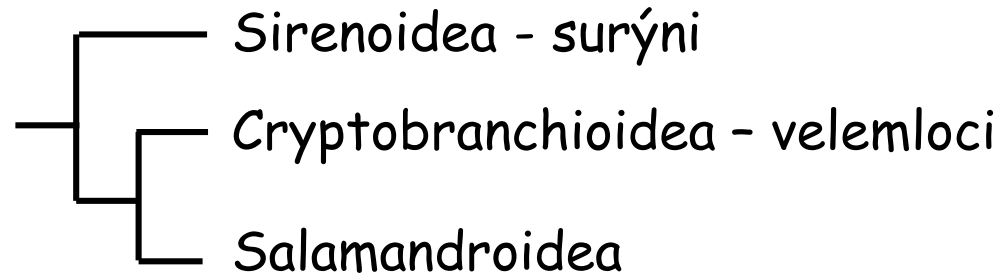 Sirenoidea - surýni
Cryptobranchioidea – velemloci
Salamandroidea